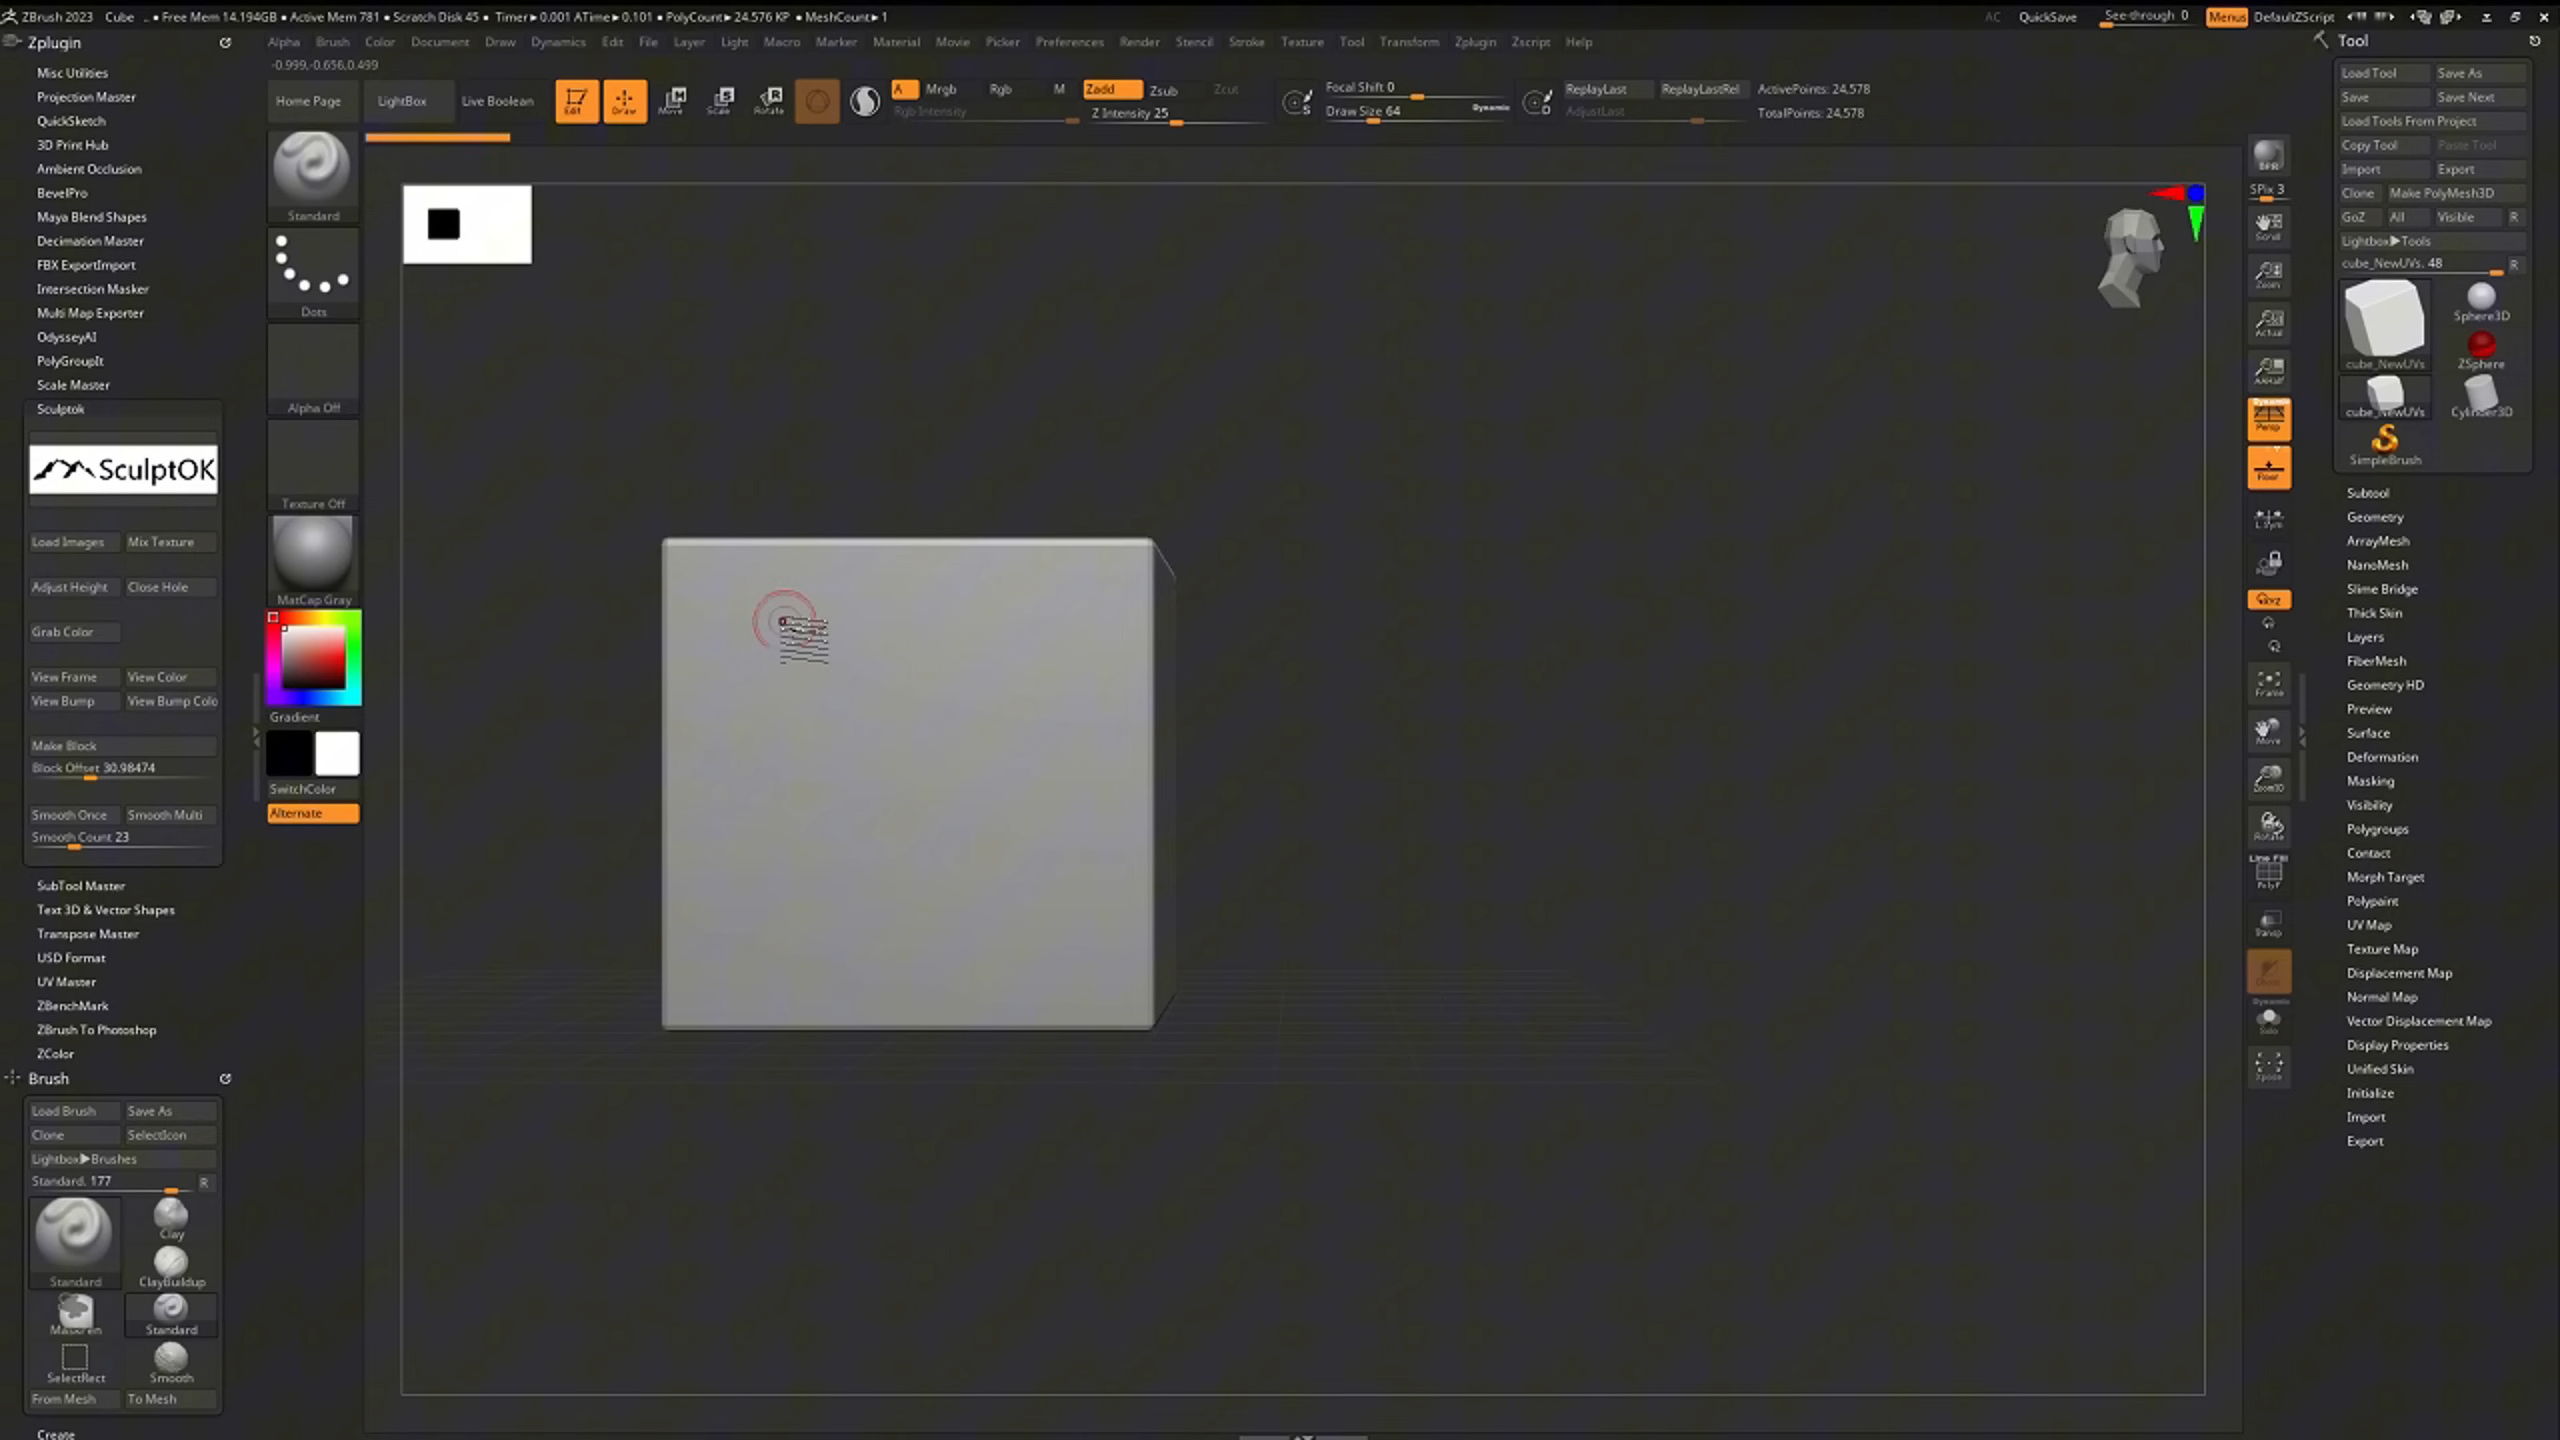 ZBrush 2023 Cube .. • Free Mem 14.194GB • Active Mem 781 • Scratch Disk 45 • Timer▸0.001 ATime▸0.101 • PolyCount▸24.576 KP • MeshCount▸1
AC QuickSave See-through 0 Menus DefaultZScript
Zplugin
Alpha Brush Color Document Draw Dynamics Edit File Layer Light Macro Marker Material Movie Picker Preferences Render Stencil Stroke Texture Tool Transform Zplugin Zscript Help
Tool
-0.999,-0.656,0.499
Home Page
LightBox
Live Boolean
Edit
Draw
Move
Scale
Rotate
A Mrgb Rgb M
Rgb Intensity
Zadd Zsub Zcut
Z Intensity 25
Focal Shift 0
Draw Size 64
Dynamic
ReplayLast ReplayLastRel
AdjustLast
ActivePoints: 24,578
TotalPoints: 24,578
Misc Utilities
Projection Master
QuickSketch
3D Print Hub
Ambient Occlusion
BevelPro
Maya Blend Shapes
Decimation Master
FBX ExportImport
Intersection Masker
Multi Map Exporter
OdysseyAI
PolyGroupIt
Scale Master
Sculptok
SculptOK
Load Images Mix Texture
Adjust Height Close Hole
Grab Color
View Frame View Color
View Bump View Bump Colo
Make Block
Block Offset 30.98474
Smooth Once Smooth Multi
Smooth Count 23
SubTool Master
Text 3D & Vector Shapes
Transpose Master
USD Format
UV Master
ZBenchMark
ZBrush To Photoshop
ZColor
Brush
Load Brush Save As
Clone SelectIcon
Lightbox▸Brushes
Standard. 177 R
Clay
Standard ClayBuildup
Standard
SelectRect Smooth
From Mesh To Mesh
Create
Standard
Dots
Alpha Off
Texture Off
MatCap Gray
Gradient
SwitchColor
Alternate
BPR
SPix 3
Scroll
Zoom
Actual
AAHalf
Dynamic
Persp
Floor
L.Sym
Frame
Move
Zoom3D
Rotate
Line Fill
PolyF
Transp
Dynamic
Solo
Xpose
Load Tool Save As
Save Save Next
Load Tools From Project
Copy Tool Paste Tool
Import Export
Clone Make PolyMesh3D
GoZ All Visible R
Lightbox▸Tools
cube_NewUVs. 48 R
Sphere3D
cube_NewUVs ZSphere
cube_NewUVs Cylinder3D
SimpleBrush
Subtool
Geometry
ArrayMesh
NanoMesh
Slime Bridge
Thick Skin
Layers
FiberMesh
Geometry HD
Preview
Surface
Deformation
Masking
Visibility
Polygroups
Contact
Morph Target
Polypaint
UV Map
Texture Map
Displacement Map
Normal Map
Vector Displacement Map
Display Properties
Unified Skin
Initialize
Import
Export